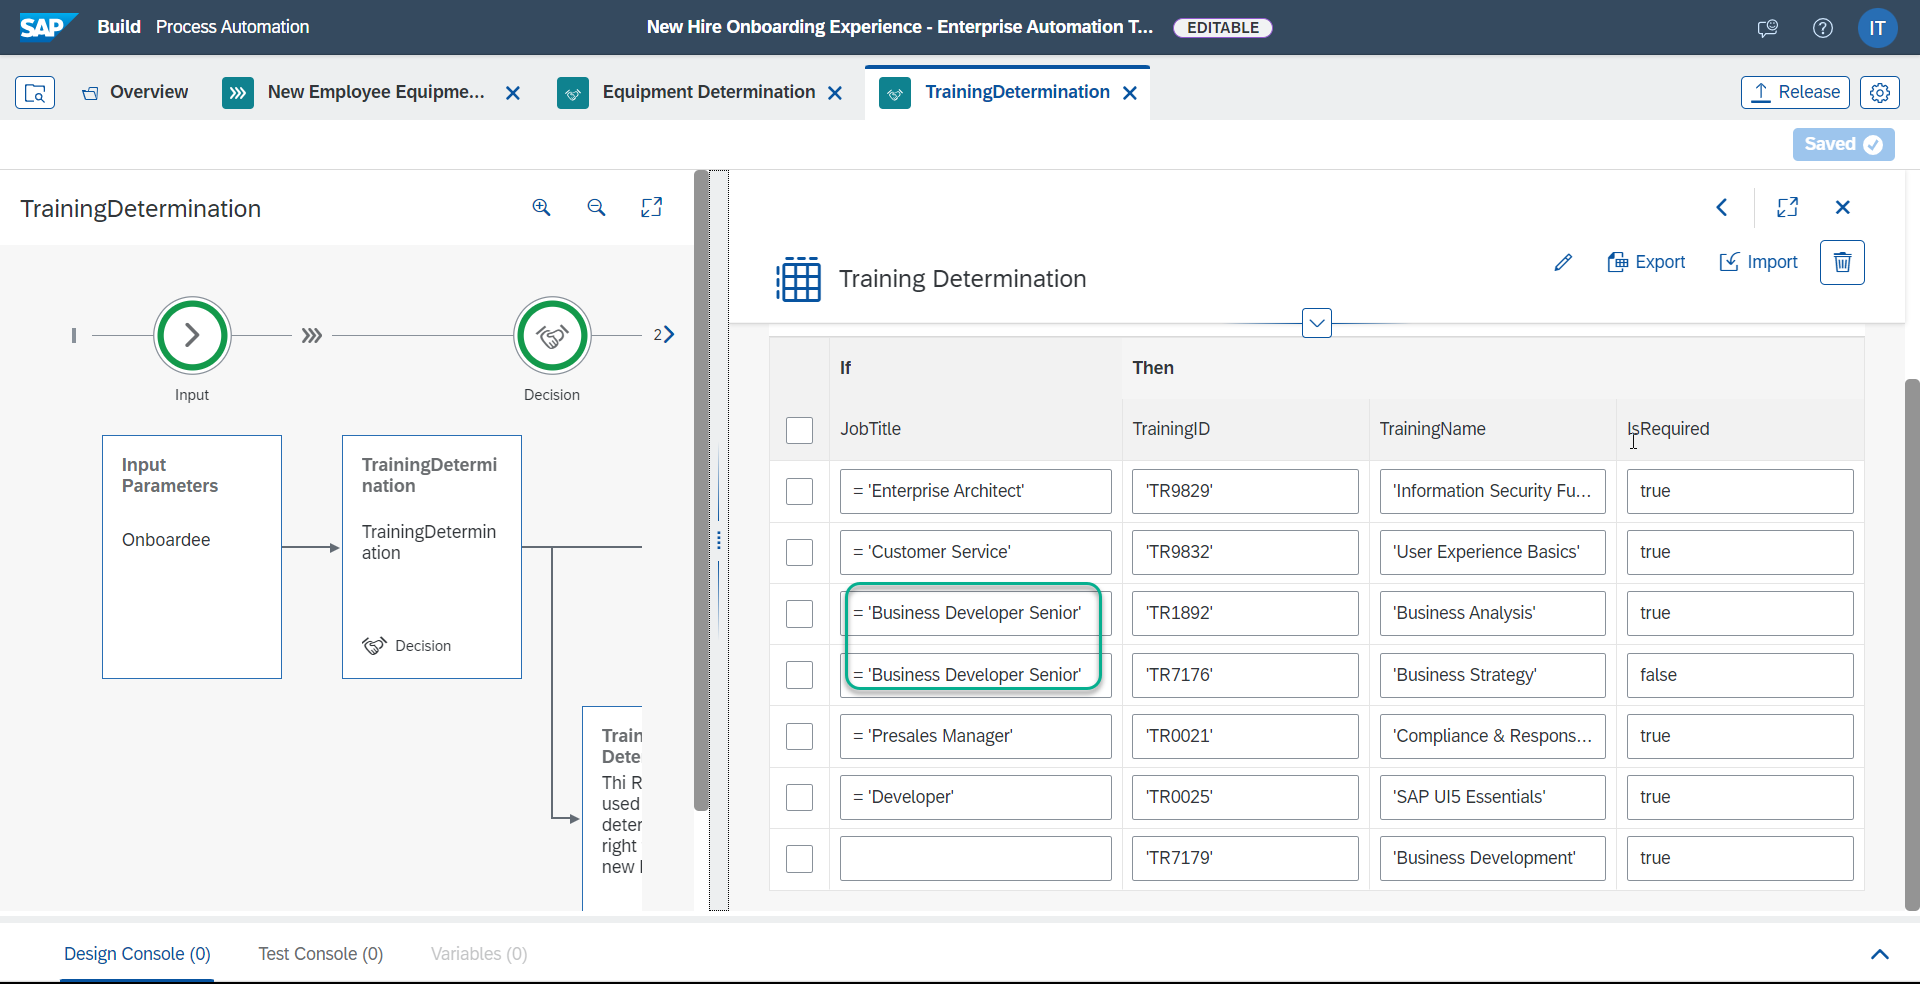 SAP Build Process Automation
New Hire Onboarding Experience - Enterprise Automation T... EDITABLE
IT
Overview
New Employee Equipme...
Equipment Determination
TrainingDetermination
Release
Saved
TrainingDetermination
2
Input
Decision
Input
Parameters
Onboardee
TrainingDetermi
nation
TrainingDetermin
ation
Decision
Train
Dete
Thi R
used
deter
right
new
Training Determination
Export
Import
If
Then
JobTitle
TrainingID
TrainingName
IsRequired
= 'Enterprise Architect' 'TR9829' 'Information Security Fu... true
= 'Customer Service' 'TR9832' 'User Experience Basics' true
= 'Business Developer Senior' 'TR1892' 'Business Analysis' true
= 'Business Developer Senior' 'TR7176' 'Business Strategy' false
= 'Presales Manager' 'TR0021' 'Compliance & Respons... true
= 'Developer' 'TR0025' 'SAP UI5 Essentials' true
'TR7179' 'Business Development' true
Design Console (0)
Test Console (0)
Variables (0)